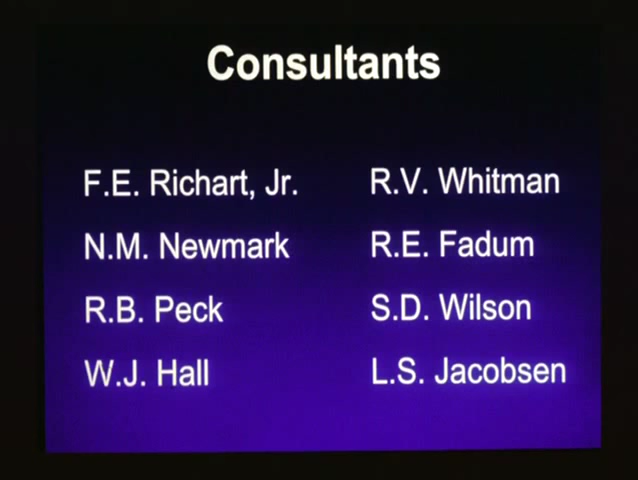 Consultants
F.E. Richart, Jr.
N.M. Newmark
R.B. Peck
W.J. Hall
R.V. Whitman
R.E. Fadum
S.D. Wilson
L.S. Jacobsen